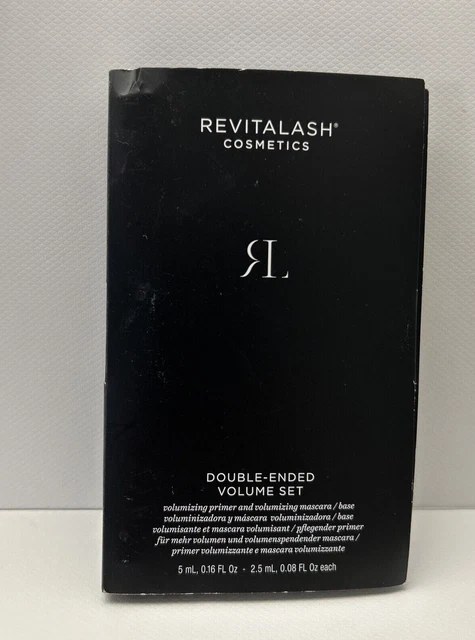 REVITALASH®
COSMETICS
RL
DOUBLE-ENDED
VOLUME SET
volumizing primer and volumizing mascara / base
voluminizadora y máscara voluminizadora / base
volumisante et mascara volumisant / pflegender primer
für mehr volumen und volumenspendender mascara /
primer volumizzante e mascara volumizzante
5 mL, 0.16 FL Oz - 2.5 mL, 0.08 FL Oz each